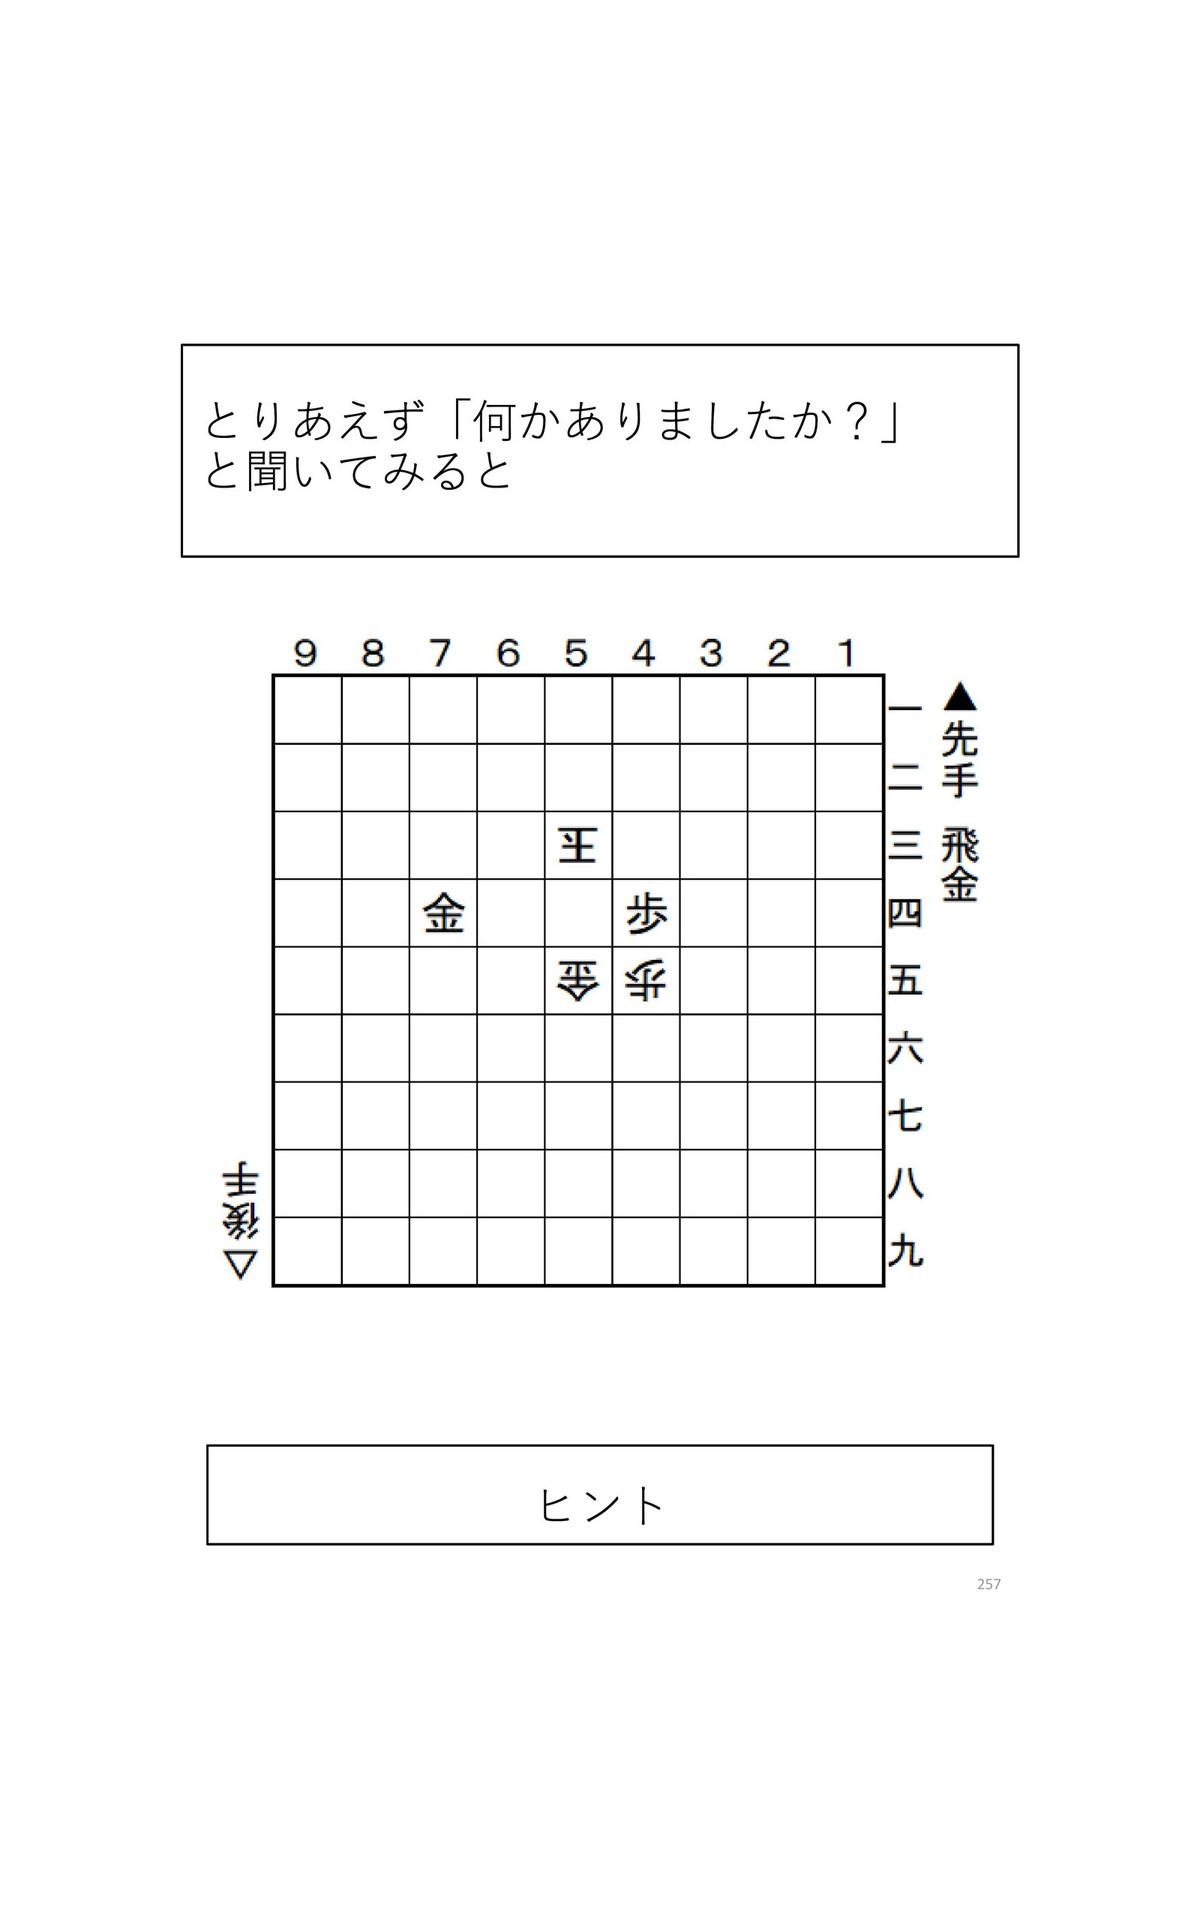 とりあえず「何かありましたか？」
と聞いてみると
9 8 7 6 5 4 3 2 1
一
二
王 三
金 歩 四
金 歩 五
六
七
八
九
▲先手 飛金
△後手
ヒント
257